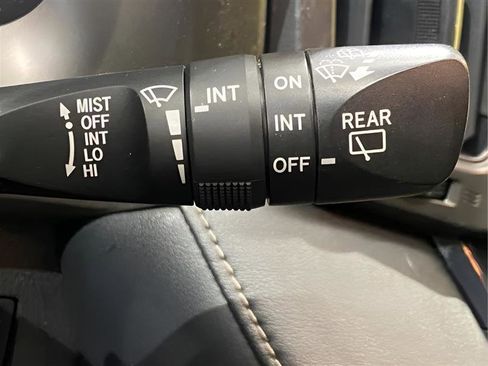 MIST
OFF
INT
LO
HI
INT
ON
INT
OFF
REAR